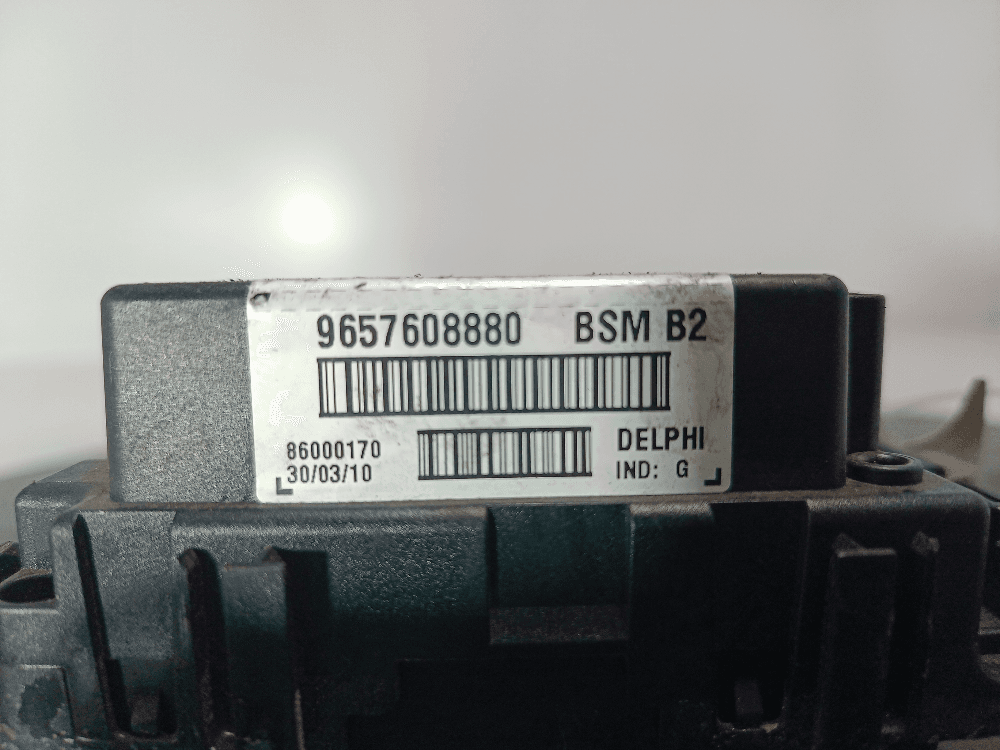 9657608880 BSM B2
86000170 DELPHI
30/03/10 IND: G